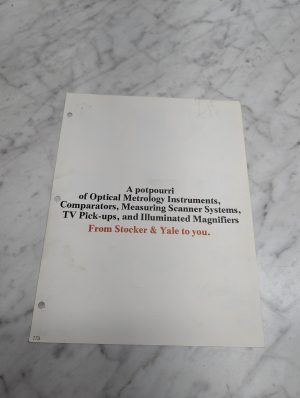 A potpourri
of Optical Metrology Instruments,
Comparators, Measuring Scanner Systems,
TV Pick-ups, and Illuminated Magnifiers
From Stocker & Yale to you.